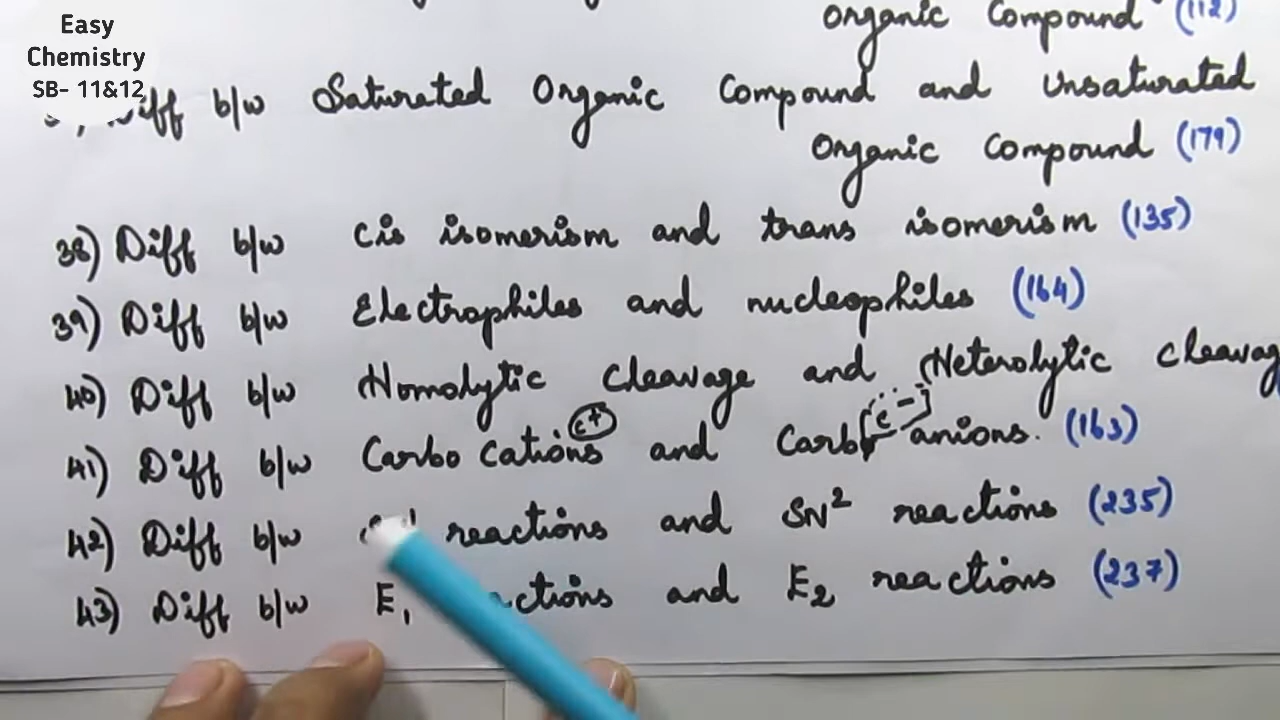 Easy
Chemistry
SB- 11&12
Organic Compound (112)
Diff b/w Saturated Organic Compound and Unsaturated
Organic Compound (179)
38) Diff b/w Cis isomerism and trans isomerism (135)
39) Diff b/w Electrophiles and nucleophiles (164)
40) Diff b/w Homolytic Cleavage and Heterolytic Cleavag
41) Diff b/w Carbo Cations c+ and Carbo c- anions. (163)
42) Diff b/w reactions and SN² reactions (235)
43) Diff b/w E₁ and E₂ reactions (237)